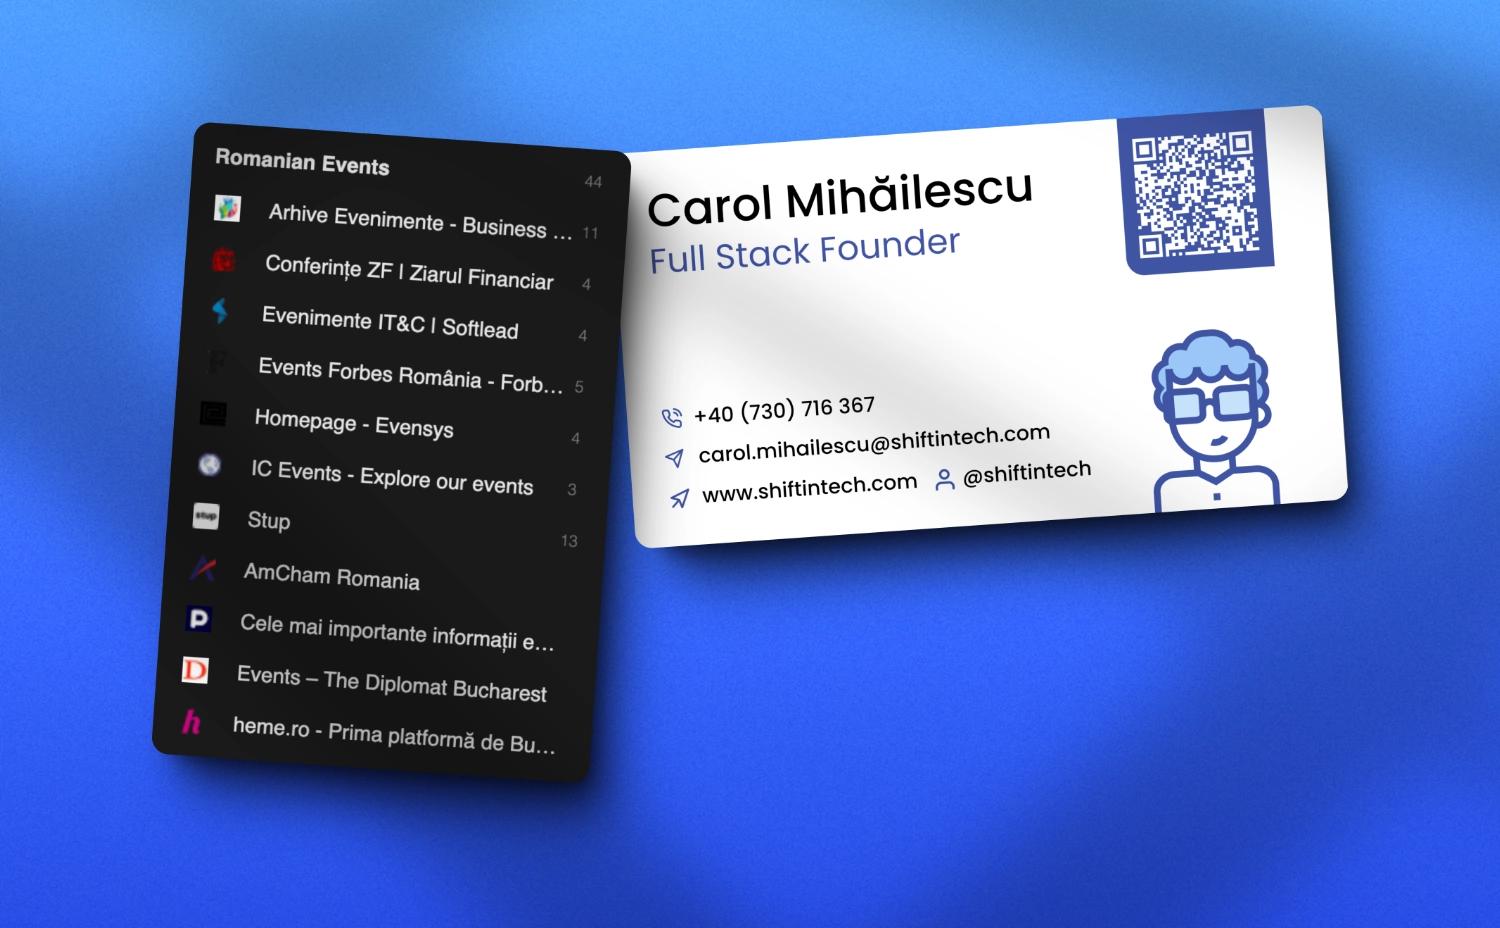 Romanian Events
44
Arhive Evenimente - Business ...
11
Conferințe ZF | Ziarul Financiar
4
Evenimente IT&C | Softlead
4
Events Forbes România - Forb...
5
Homepage - Evensys
4
IC Events - Explore our events
3
stup
Stup
13
AmCham Romania
Cele mai importante informații e...
Events – The Diplomat Bucharest
heme.ro - Prima platformă de Bu...
Carol Mihăilescu
Full Stack Founder
+40 (730) 716 367
carol.mihailescu@shiftintech.com
www.shiftintech.com @shiftintech